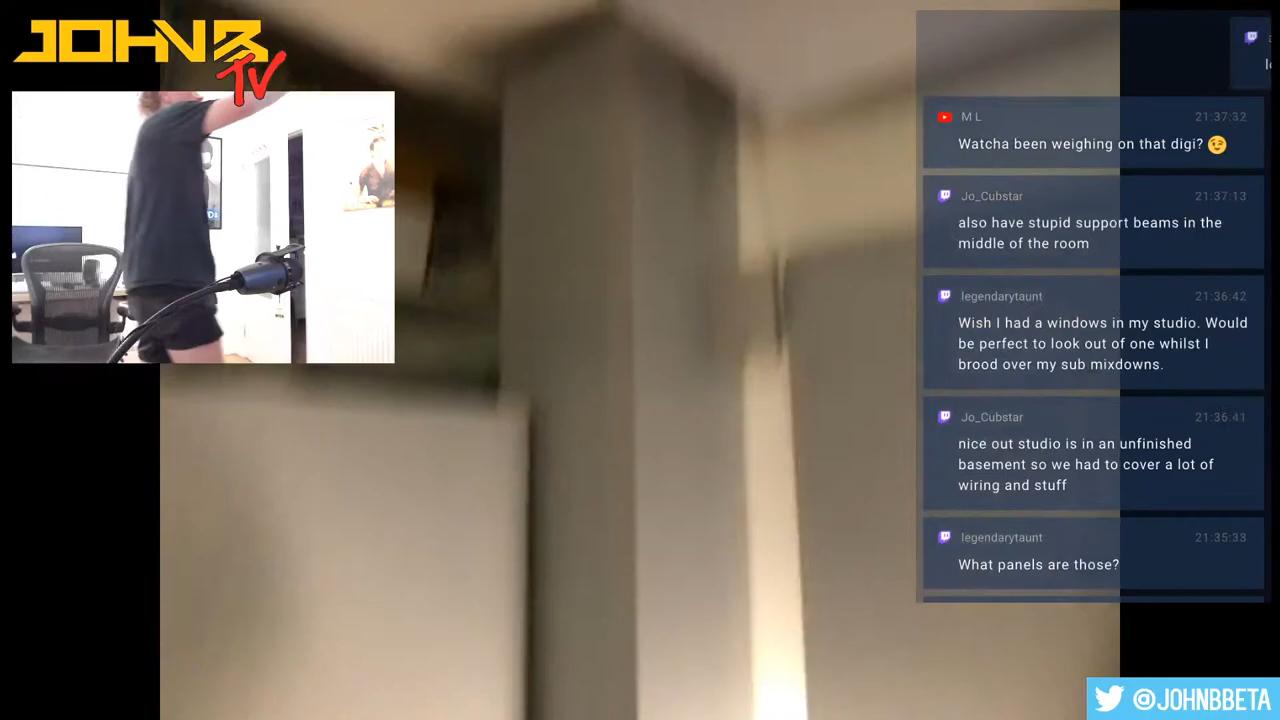 JOHN B
TV
M L 21:37:32
Watcha been weighing on that digi? 😉
Jo_Cubstar 21:37:13
also have stupid support beams in the
middle of the room
legendarytaunt 21:36:42
Wish I had a windows in my studio. Would
be perfect to look out of one whilst I
brood over my sub mixdowns.
Jo_Cubstar 21:36:41
nice out studio is in an unfinished
basement so we had to cover a lot of
wiring and stuff
legendarytaunt 21:35:33
What panels are those?
@JOHNBBETA